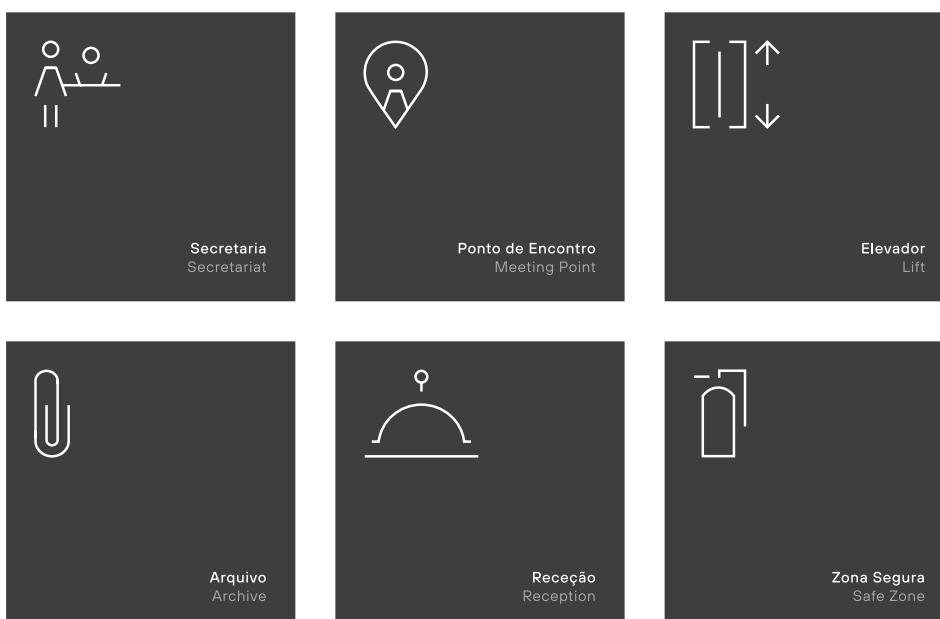 Secretaria
Secretariat
Ponto de Encontro
Meeting Point
Elevador
Lift
Arquivo
Archive
Receção
Reception
Zona Segura
Safe Zone